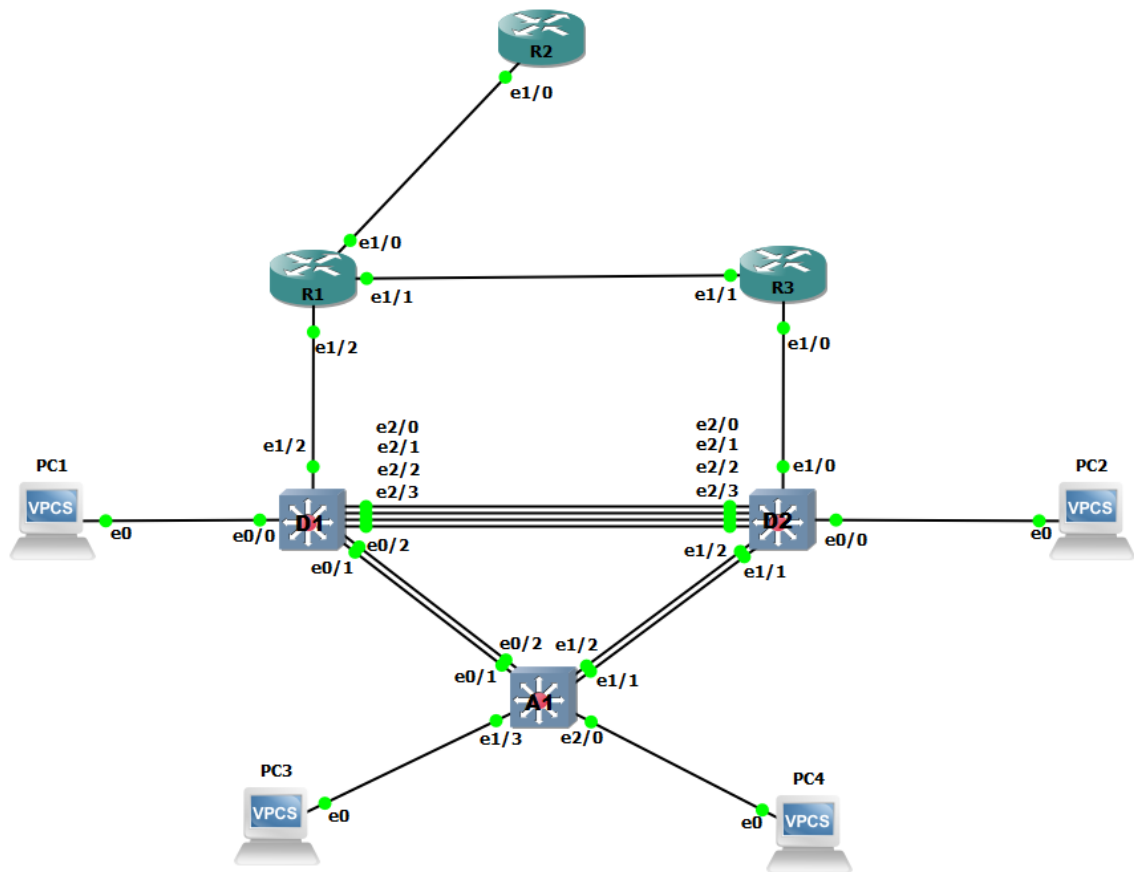 R2
e1/0
e1/0
R1
e1/1
e1/1
R3
e1/2
e1/0
e2/0
e2/1
e2/2
e2/3
e2/0
e2/1
e2/2
e2/3
e1/2
e1/0
PC1
VPCS
e0
e0/0
D1
e0/2
e0/1
D2
e0/0
e1/2
e1/1
PC2
VPCS
e0
e0/2
e0/1
e1/2
e1/1
A1
e1/3
e2/0
PC3
VPCS
e0
PC4
VPCS
e0